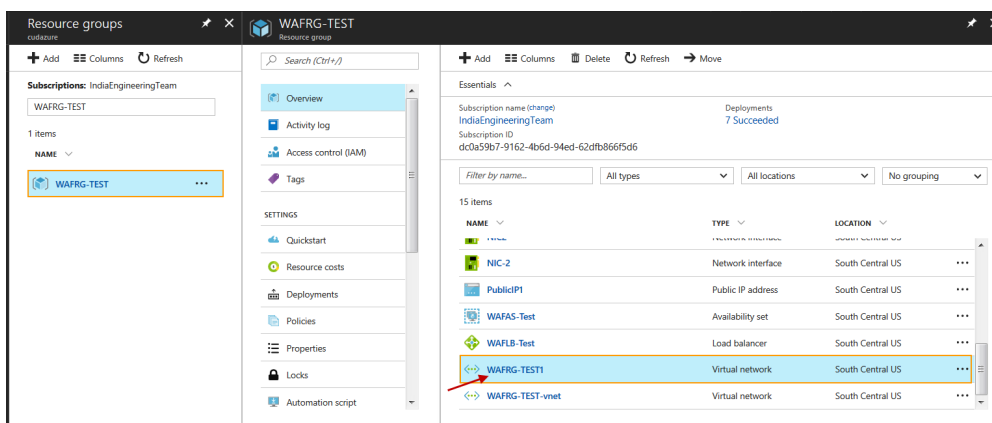 Resource groups
cudazure
Add Columns Refresh
Subscriptions: IndiaEngineeringTeam
WAFRG-TEST
1 items
NAME
WAFRG-TEST ...
WAFRG-TEST
Resource group
Search (Ctrl+/)
Overview
Activity log
Access control (IAM)
Tags
SETTINGS
Quickstart
Resource costs
Deployments
Policies
Properties
Locks
Automation script
Add Columns Delete Refresh Move
Essentials
Subscription name (change) Deployments
IndiaEngineeringTeam 7 Succeeded
Subscription ID
dc0a59b7-9162-4b6d-94ed-62dfb866f5d6
Filter by name... All types All locations No grouping
15 items
NAME TYPE LOCATION
NIC2 Network interface South Central US
NIC-2 Network interface South Central US ...
PublicIP1 Public IP address South Central US ...
WAFAS-Test Availability set South Central US ...
WAFLB-Test Load balancer South Central US ...
WAFRG-TEST1 Virtual network South Central US ...
WAFRG-TEST-vnet Virtual network South Central US ...